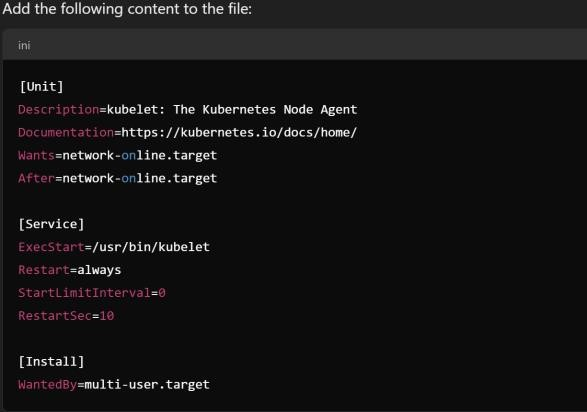 Add the following content to the file:
ini
[Unit]
Description=kubelet: The Kubernetes Node Agent
Documentation=https://kubernetes.io/docs/home/
Wants=network-online.target
After=network-online.target
[Service]
ExecStart=/usr/bin/kubelet
Restart=always
StartLimitInterval=0
RestartSec=10
[Install]
WantedBy=multi-user.target